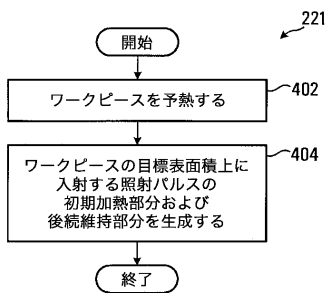 開始
221
ワークピースを予熱する
402
ワークピースの目標表面積上に
入射する照射パルスの
初期加熱部分および
後続維持部分を生成する
404
終了